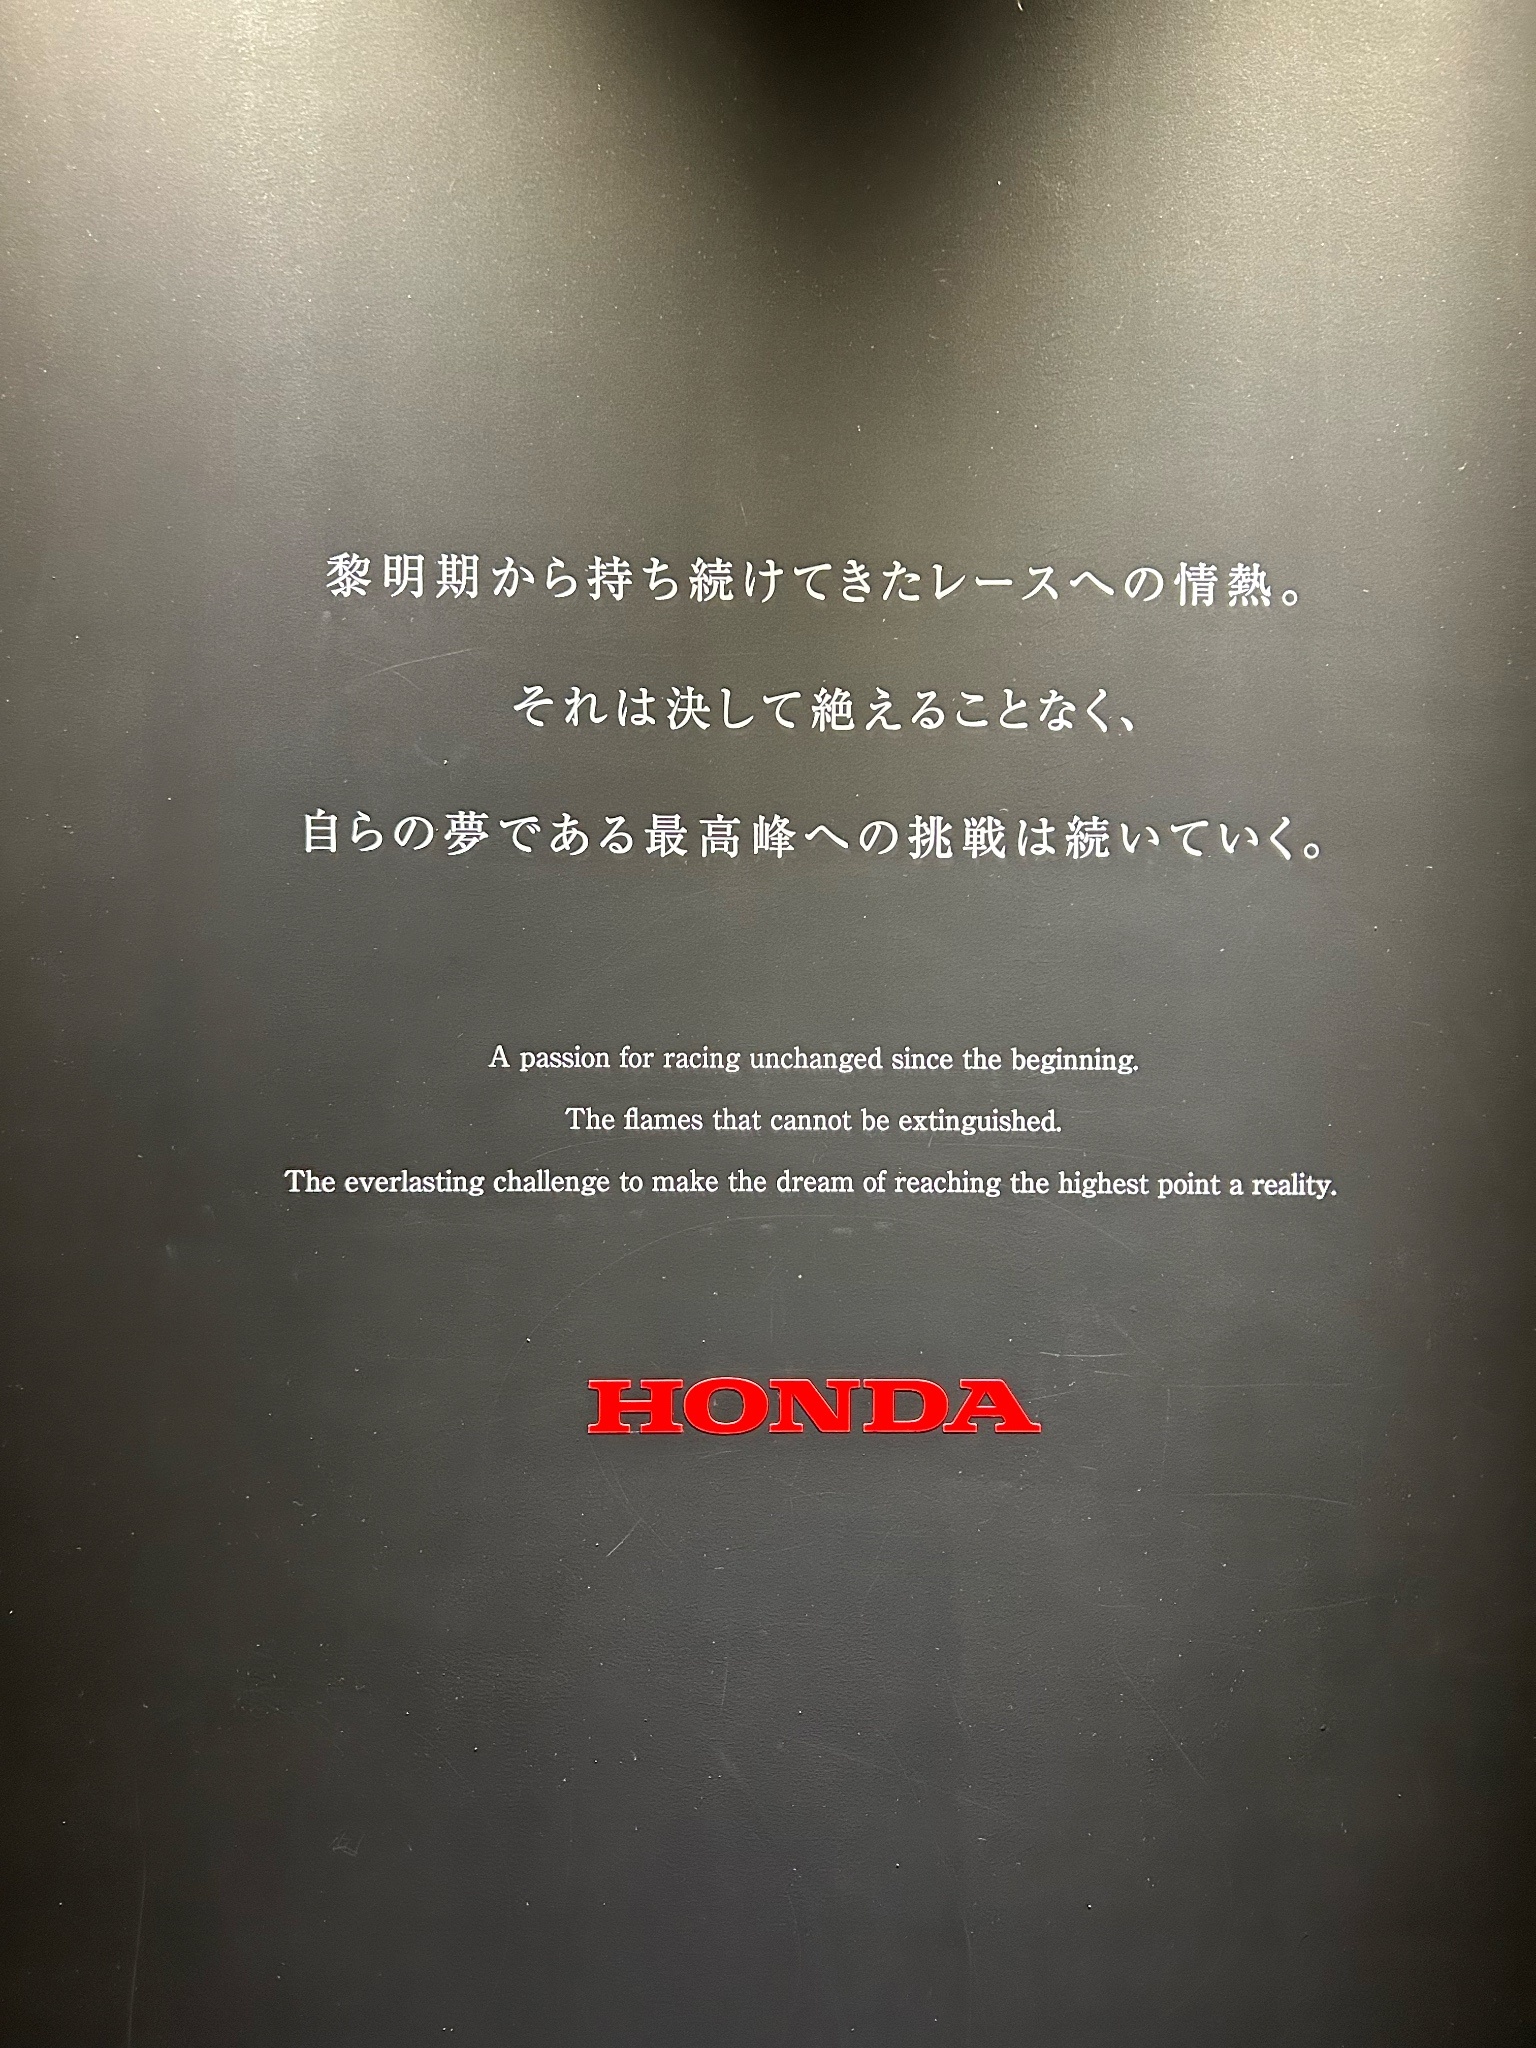 黎明期から持ち続けてきたレースへの情熱。
それは決して絶えることなく、
自らの夢である最高峰への挑戦は続いていく。
A passion for racing unchanged since the beginning.
The flames that cannot be extinguished.
The everlasting challenge to make the dream of reaching the highest point a reality.
HONDA